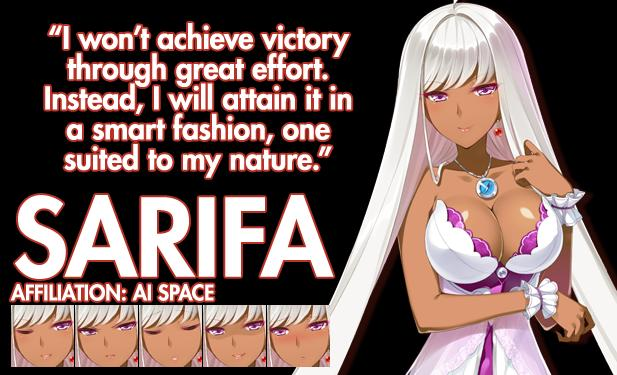 “I won’t achieve victory
through great effort.
Instead, I will attain it in
a smart fashion, one
suited to my nature.”
SARIFA
AFFILIATION: AI SPACE